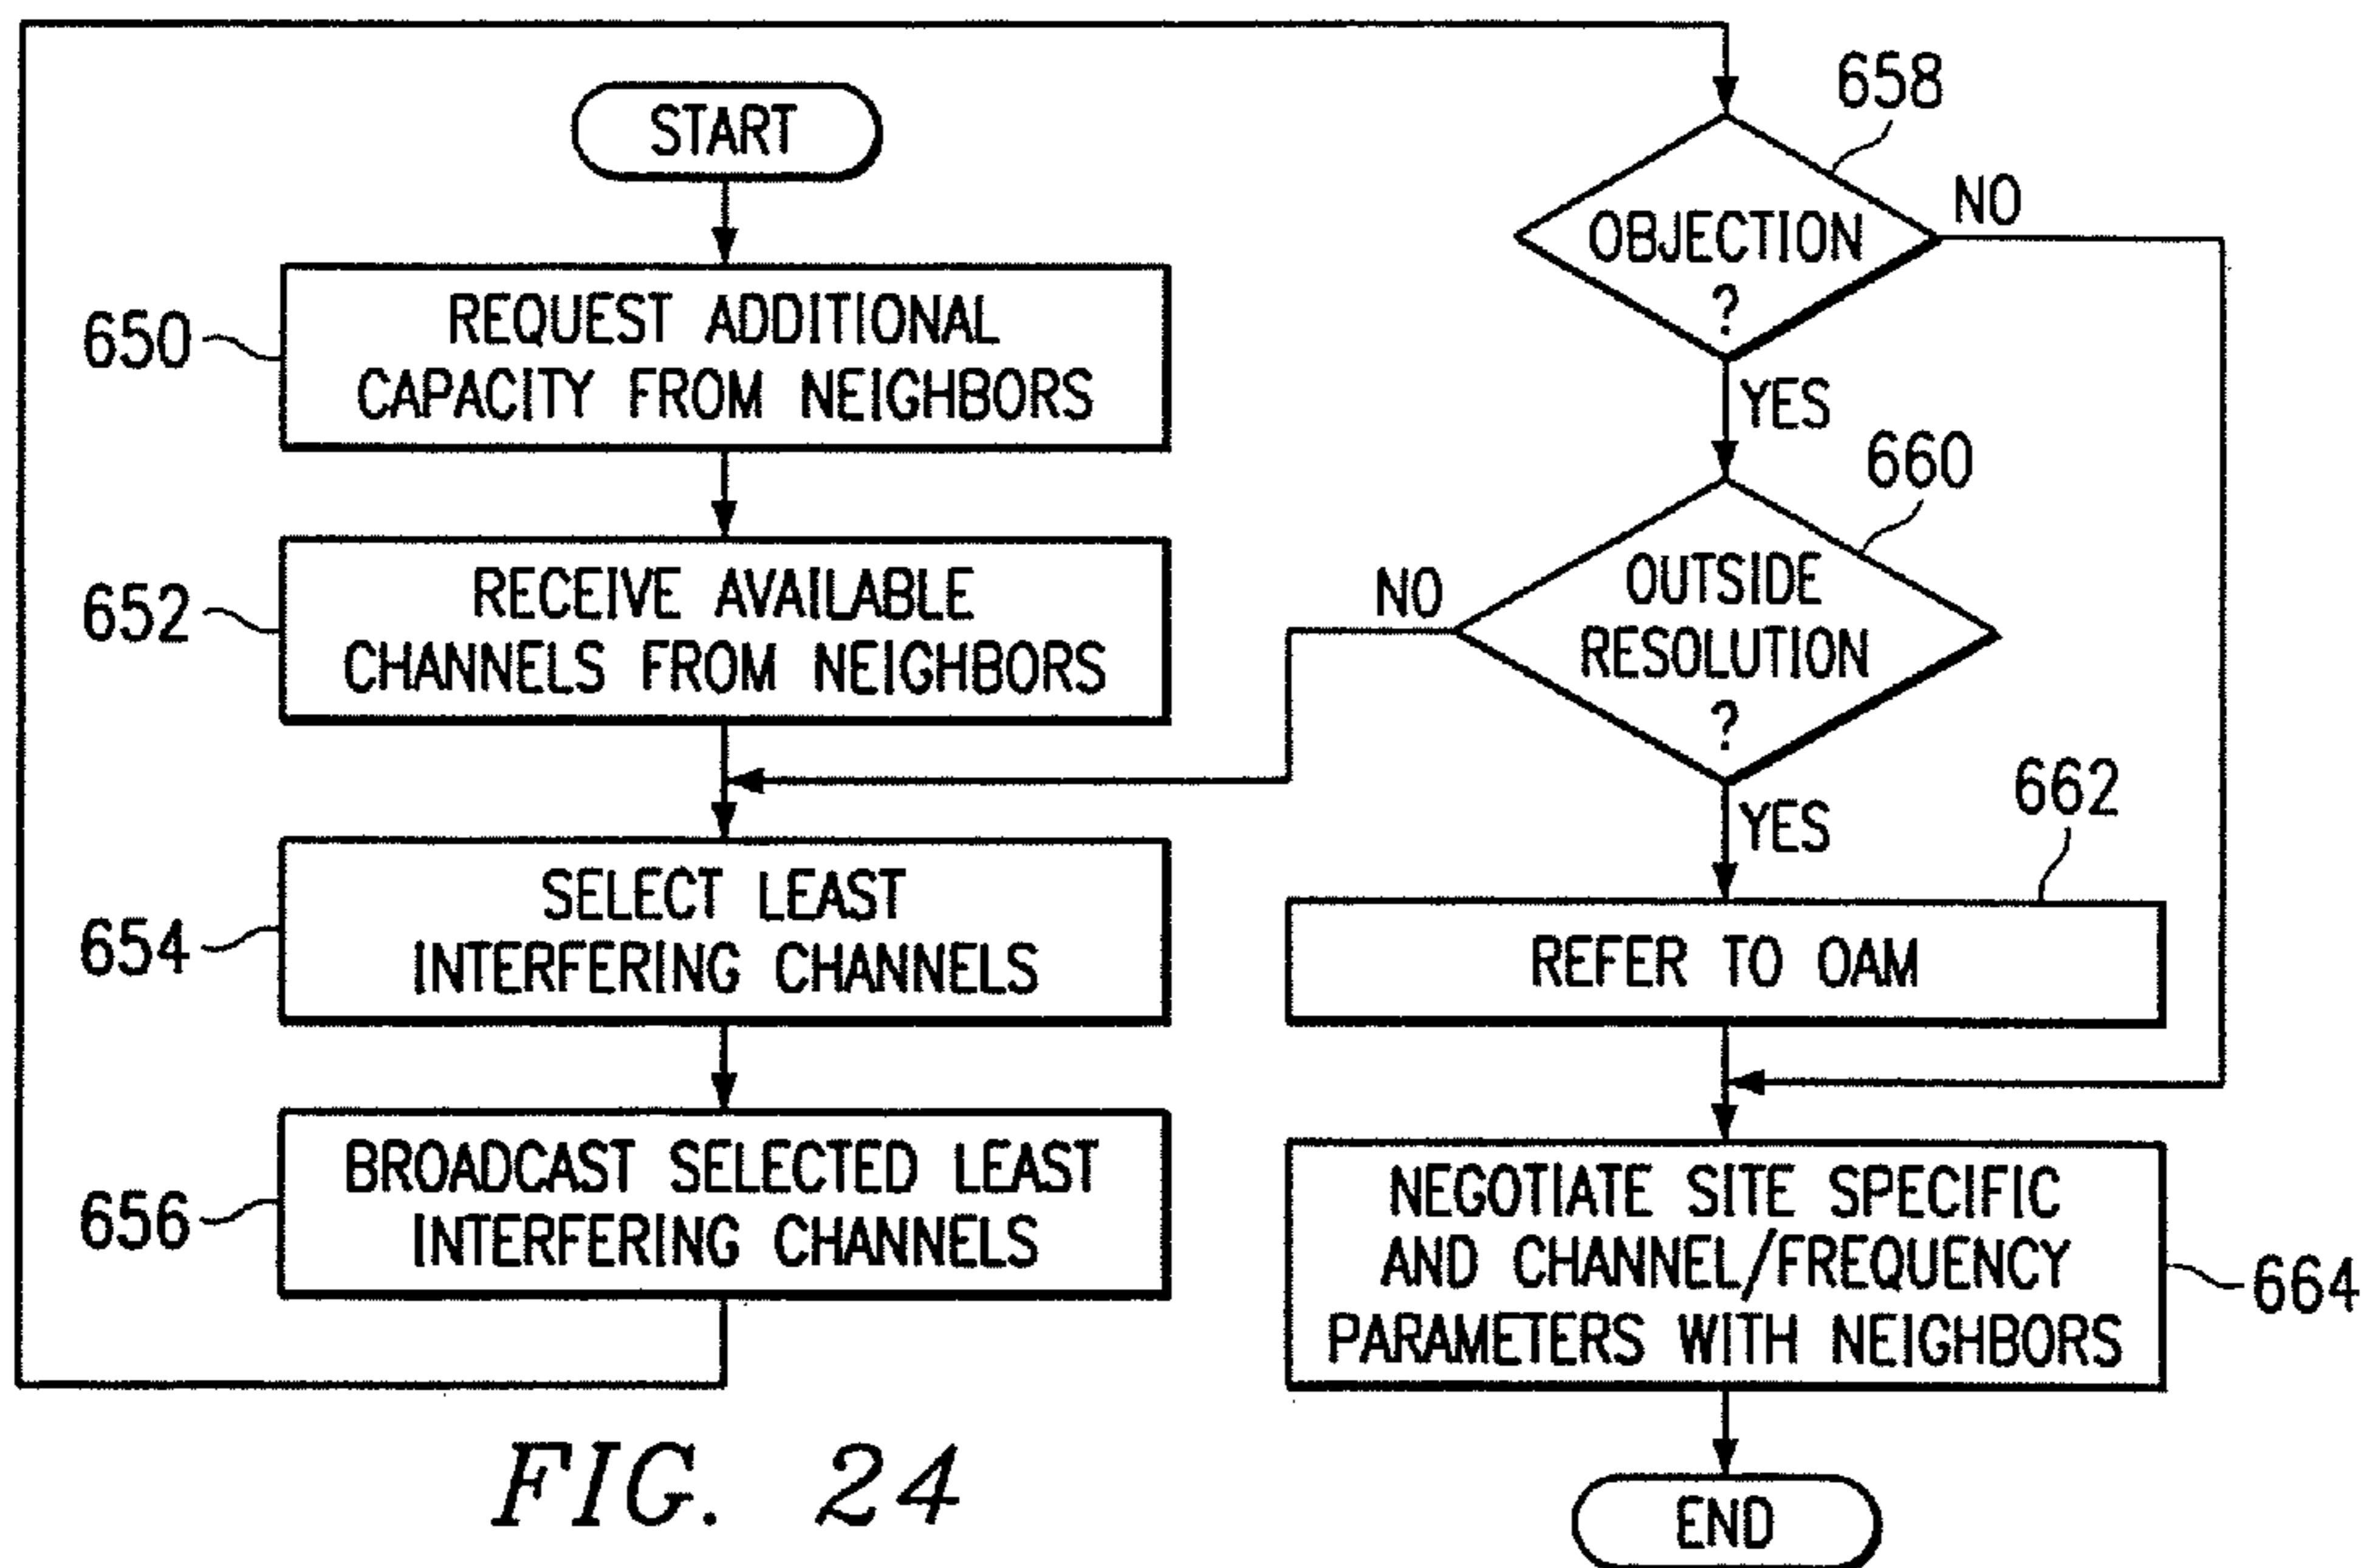 START
650
REQUEST ADDITIONAL
CAPACITY FROM NEIGHBORS
652
RECEIVE AVAILABLE
CHANNELS FROM NEIGHBORS
654
SELECT LEAST
INTERFERING CHANNELS
656
BROADCAST SELECTED LEAST
INTERFERING CHANNELS
658
OBJECTION
?
NO
YES
660
OUTSIDE
RESOLUTION
?
NO
YES
662
REFER TO OAM
NEGOTIATE SITE SPECIFIC
AND CHANNEL/FREQUENCY
PARAMETERS WITH NEIGHBORS
664
END
FIG. 24